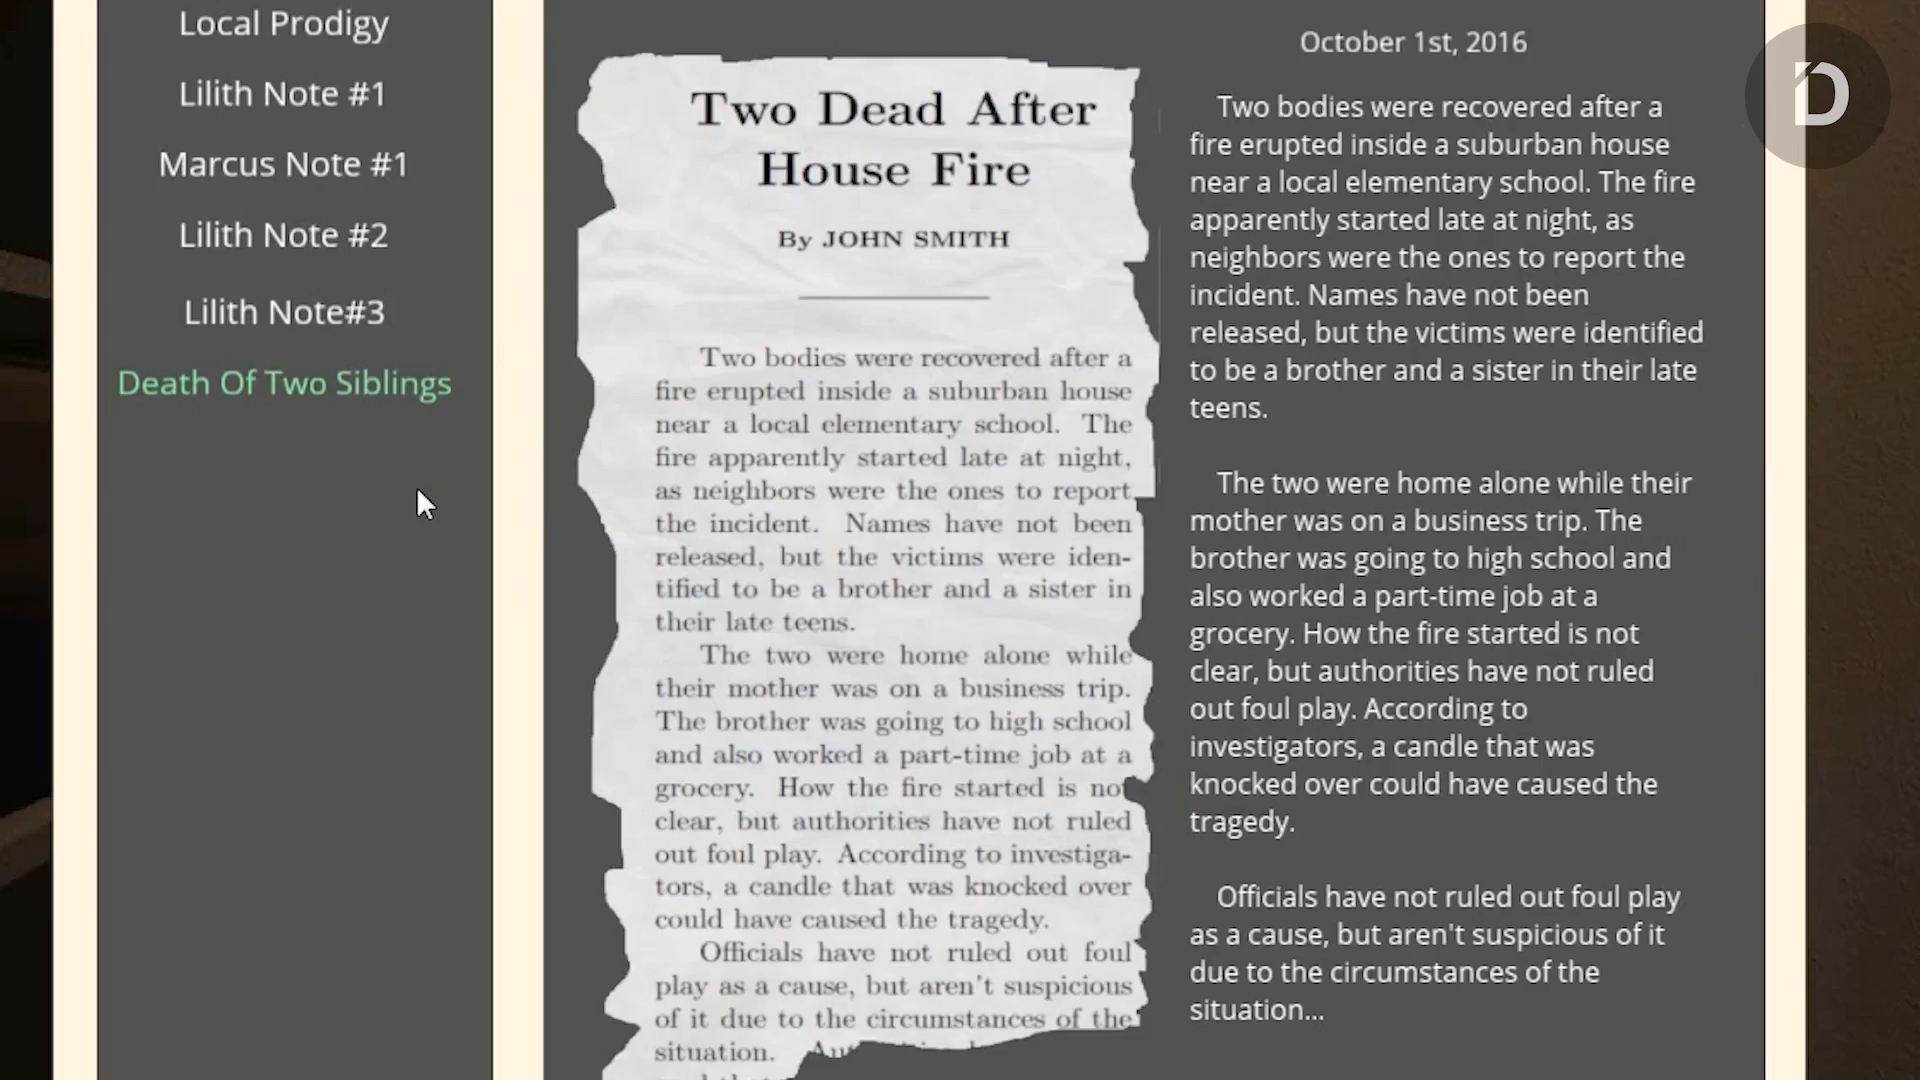 Local Prodigy
Lilith Note #1
Marcus Note #1
Lilith Note #2
Lilith Note#3
Death Of Two Siblings
Two Dead After
House Fire
By JOHN SMITH
Two bodies were recovered after a
fire erupted inside a suburban house
near a local elementary school. The
fire apparently started late at night,
as neighbors were the ones to report
the incident. Names have not been
released, but the victims were iden-
tified to be a brother and a sister in
their late teens.
The two were home alone while
their mother was on a business trip.
The brother was going to high school
and also worked a part-time job at a
grocery. How the fire started is not
clear, but authorities have not ruled
out foul play. According to investiga-
tors, a candle that was knocked over
could have caused the tragedy.
Officials have not ruled out foul
play as a cause, but aren't suspicious
of it due to the circumstances of the
situation.
October 1st, 2016
Two bodies were recovered after a
fire erupted inside a suburban house
near a local elementary school. The fire
apparently started late at night, as
neighbors were the ones to report the
incident. Names have not been
released, but the victims were identified
to be a brother and a sister in their late
teens.
The two were home alone while their
mother was on a business trip. The
brother was going to high school and
also worked a part-time job at a
grocery. How the fire started is not
clear, but authorities have not ruled
out foul play. According to
investigators, a candle that was
knocked over could have caused the
tragedy.
Officials have not ruled out foul play
as a cause, but aren't suspicious of it
due to the circumstances of the
situation...
D